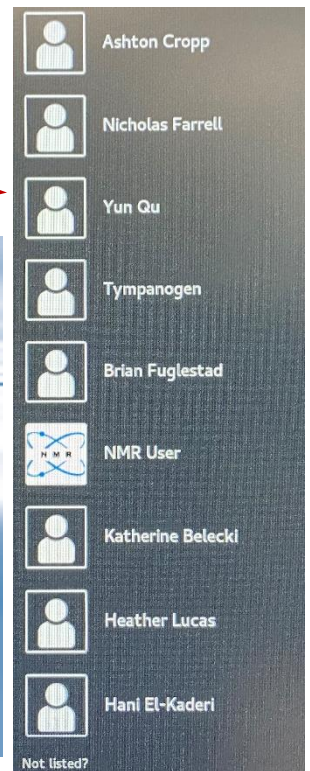 Ashton Cropp
Nicholas Farrell
Yun Qu
Tympanogen
Brian Fuglestad
N M R
NMR User
Katherine Belecki
Heather Lucas
Hani El-Kaderi
Not listed?